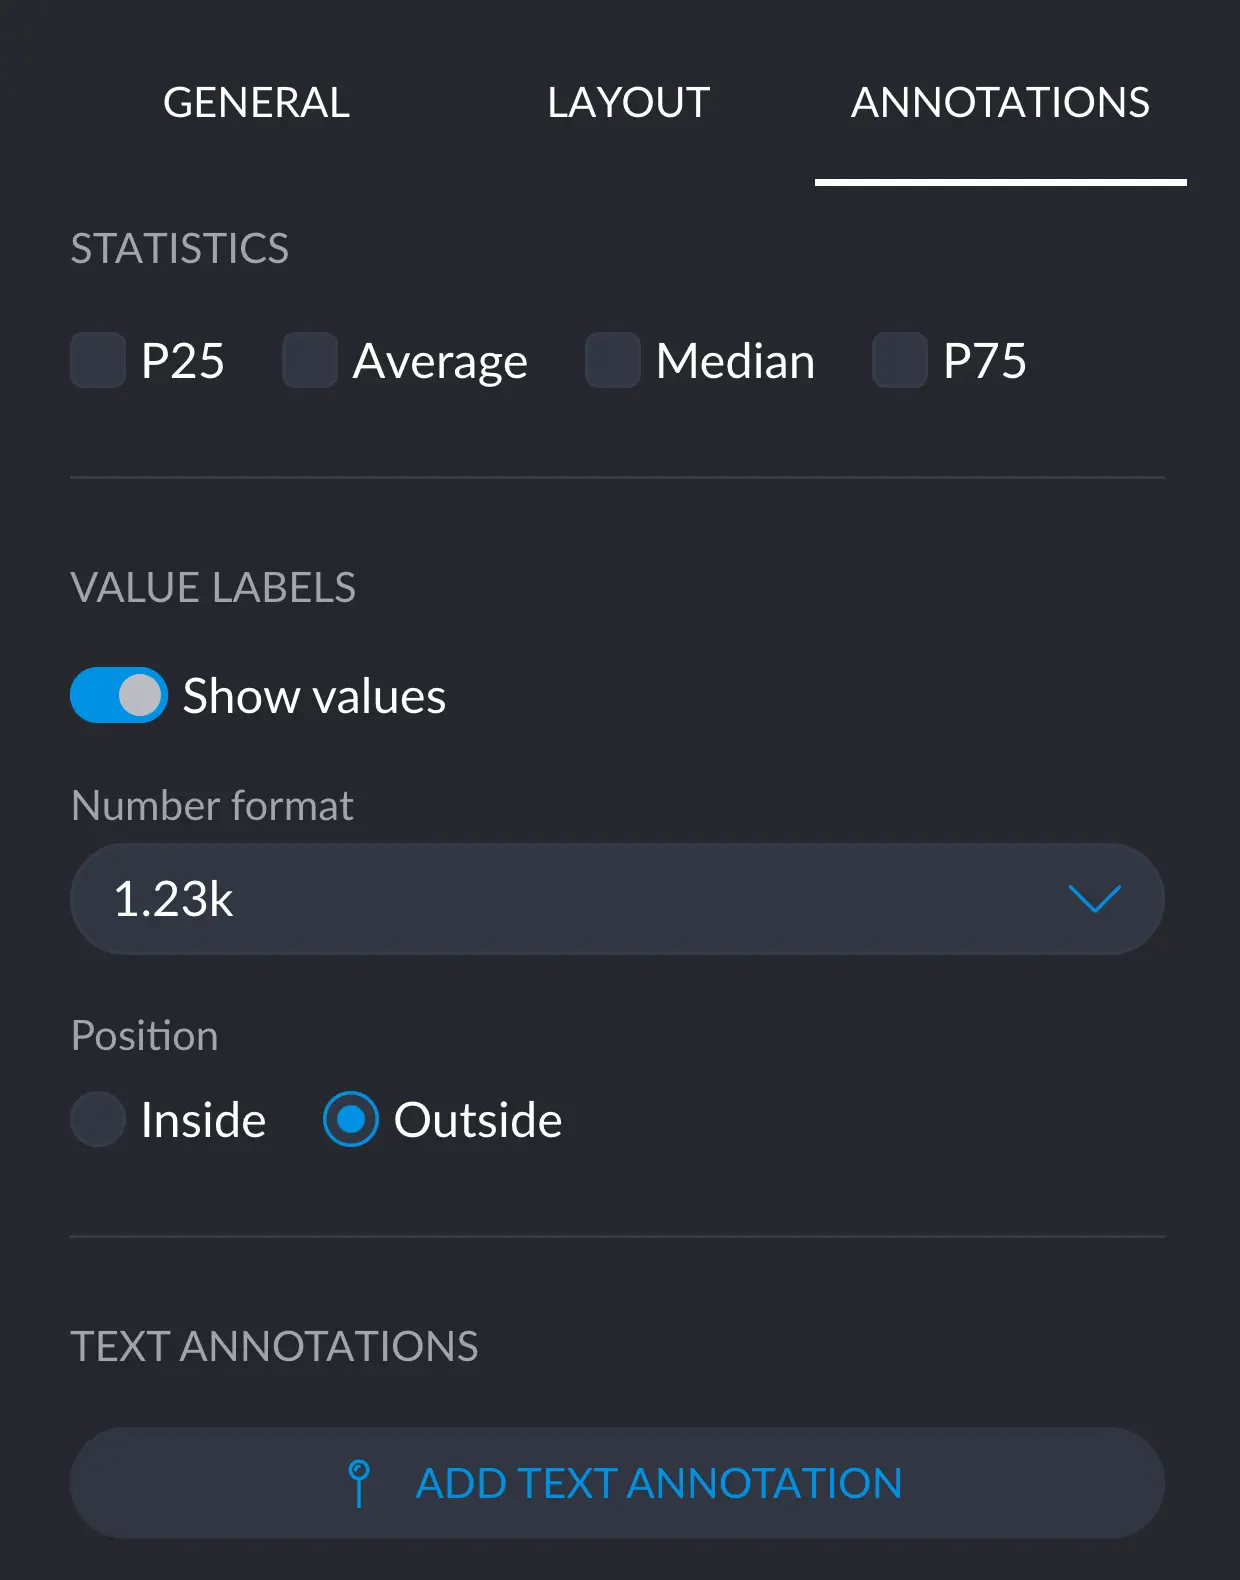 GENERAL LAYOUT ANNOTATIONS
STATISTICS
P25 Average Median P75
VALUE LABELS
Show values
Number format
1.23k
Position
Inside Outside
TEXT ANNOTATIONS
ADD TEXT ANNOTATION